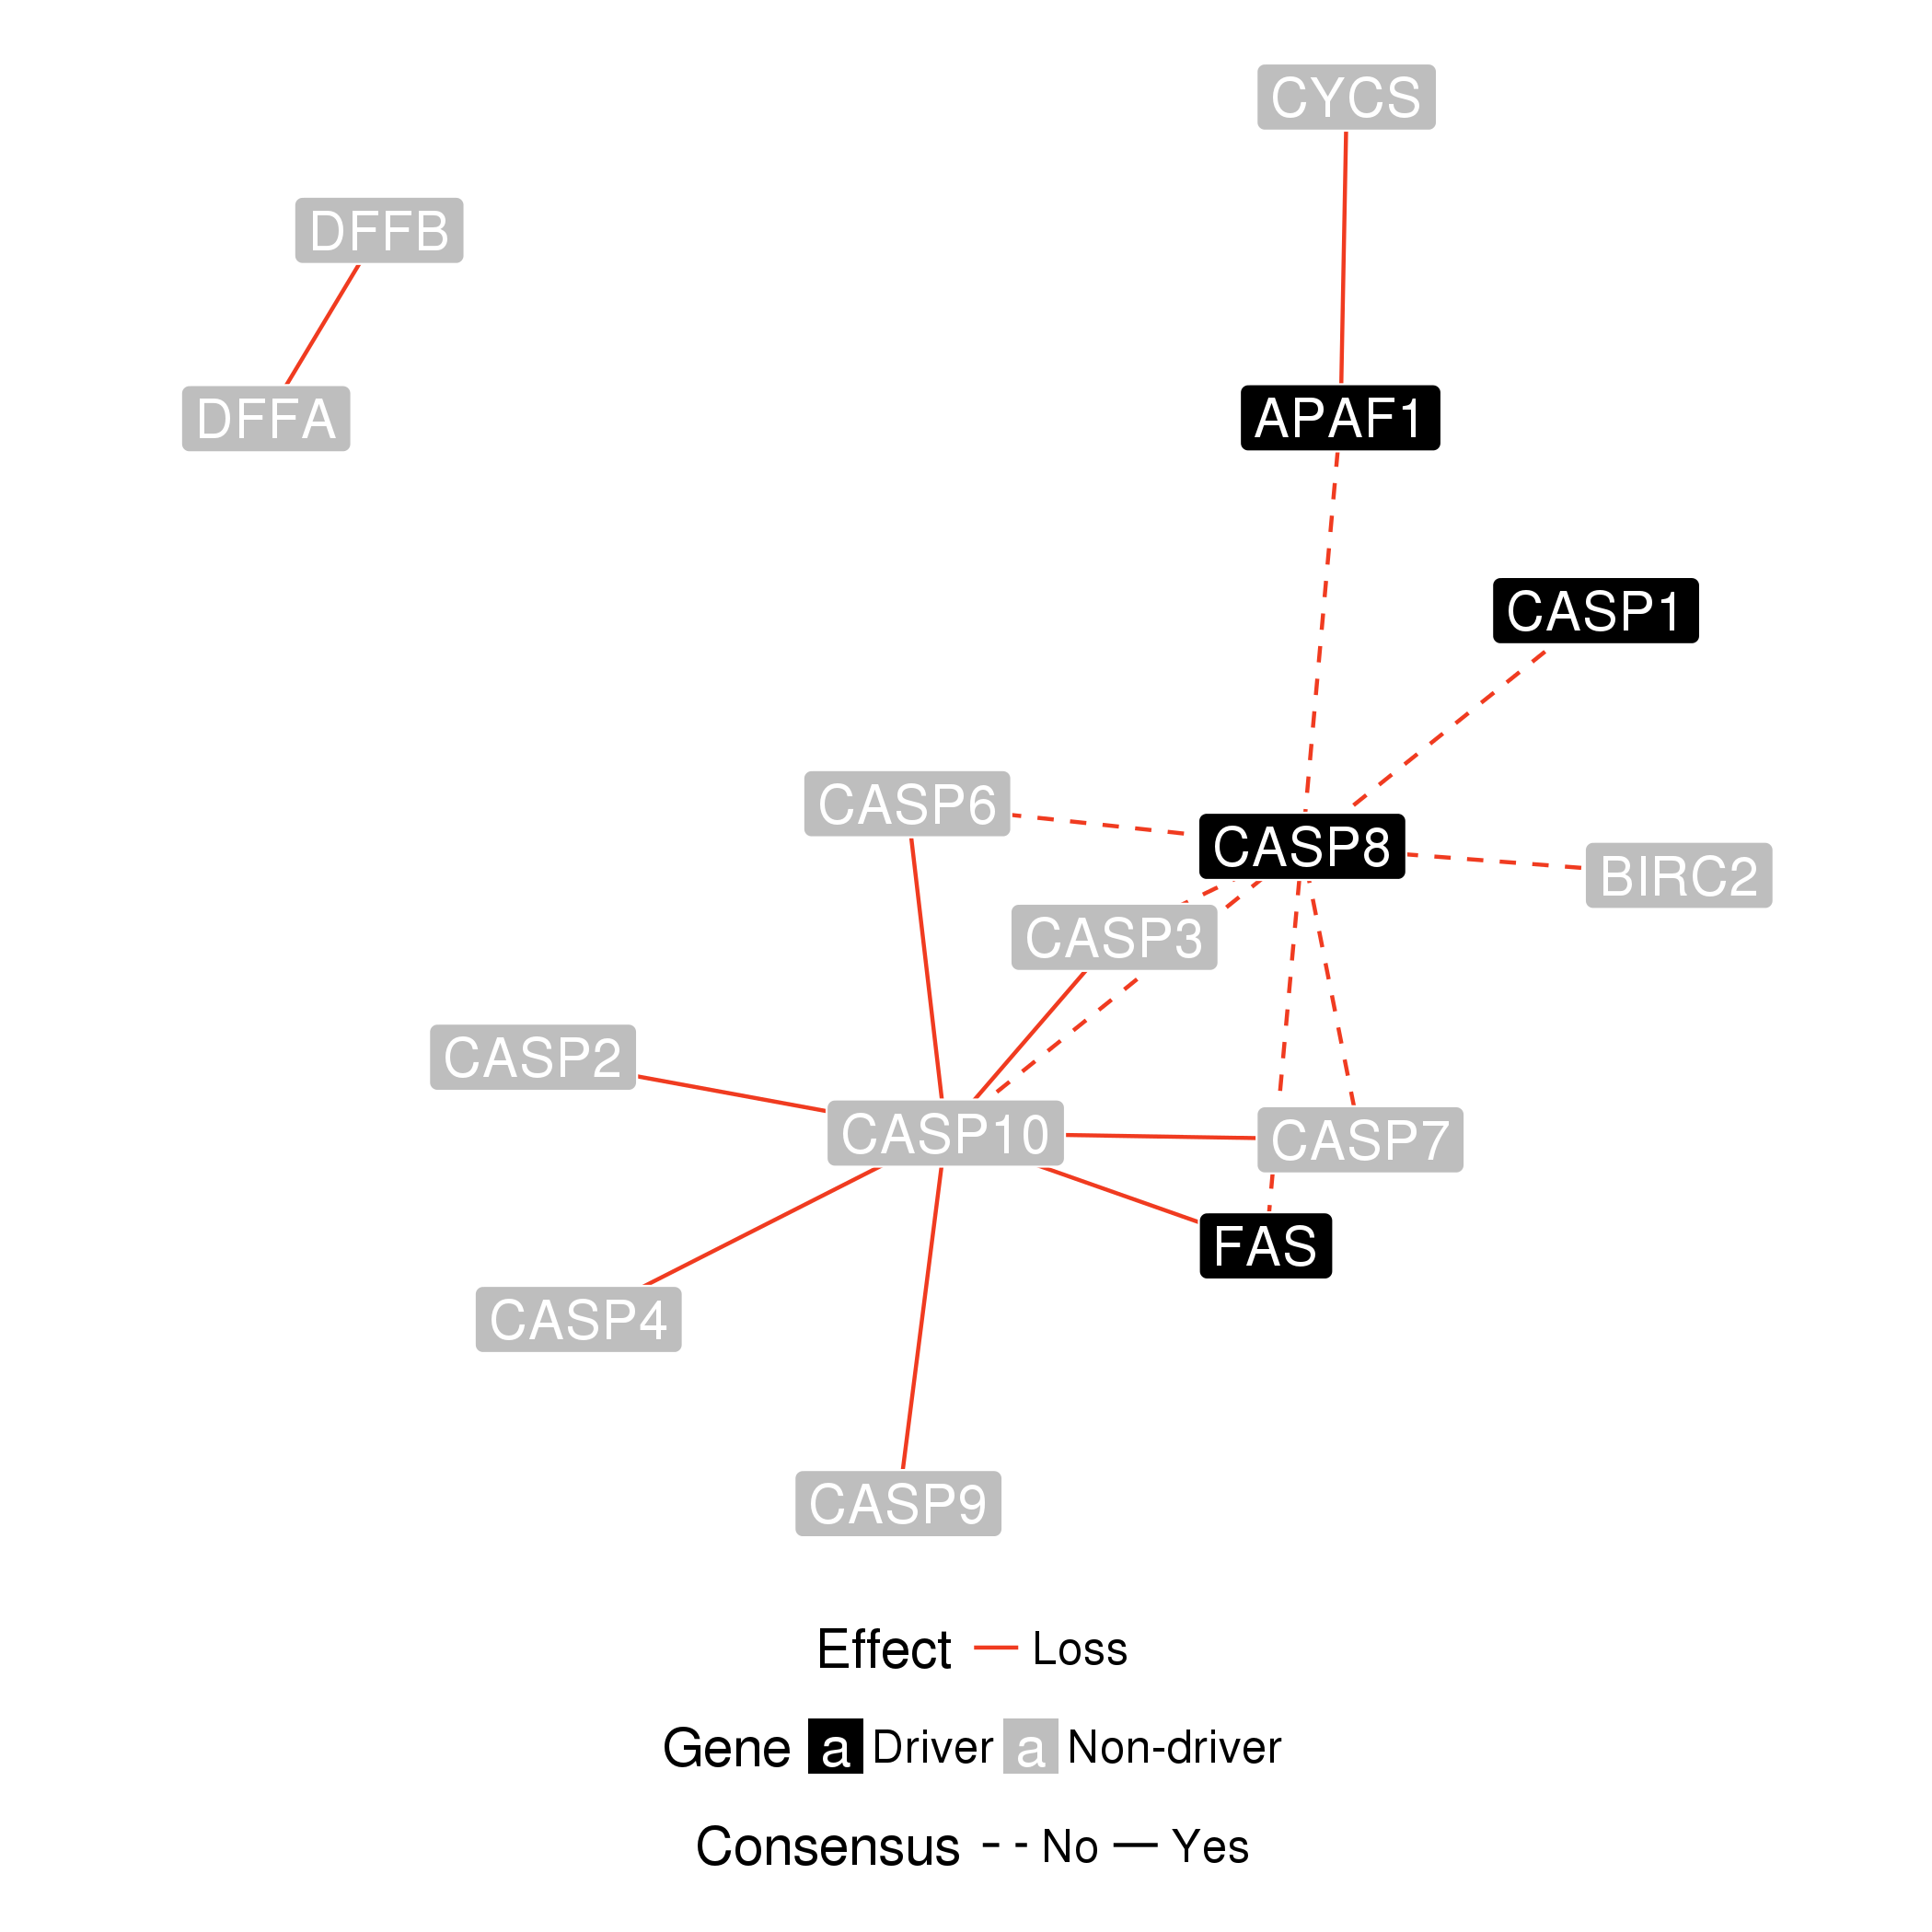 CYCS
DFFB
DFFA
APAF1
CASP1
CASP6
CASP8
BIRC2
CASP3
CASP2
CASP10
CASP7
FAS
CASP4
CASP9
Effect Loss
Gene a Driver a Non-driver
Consensus No Yes